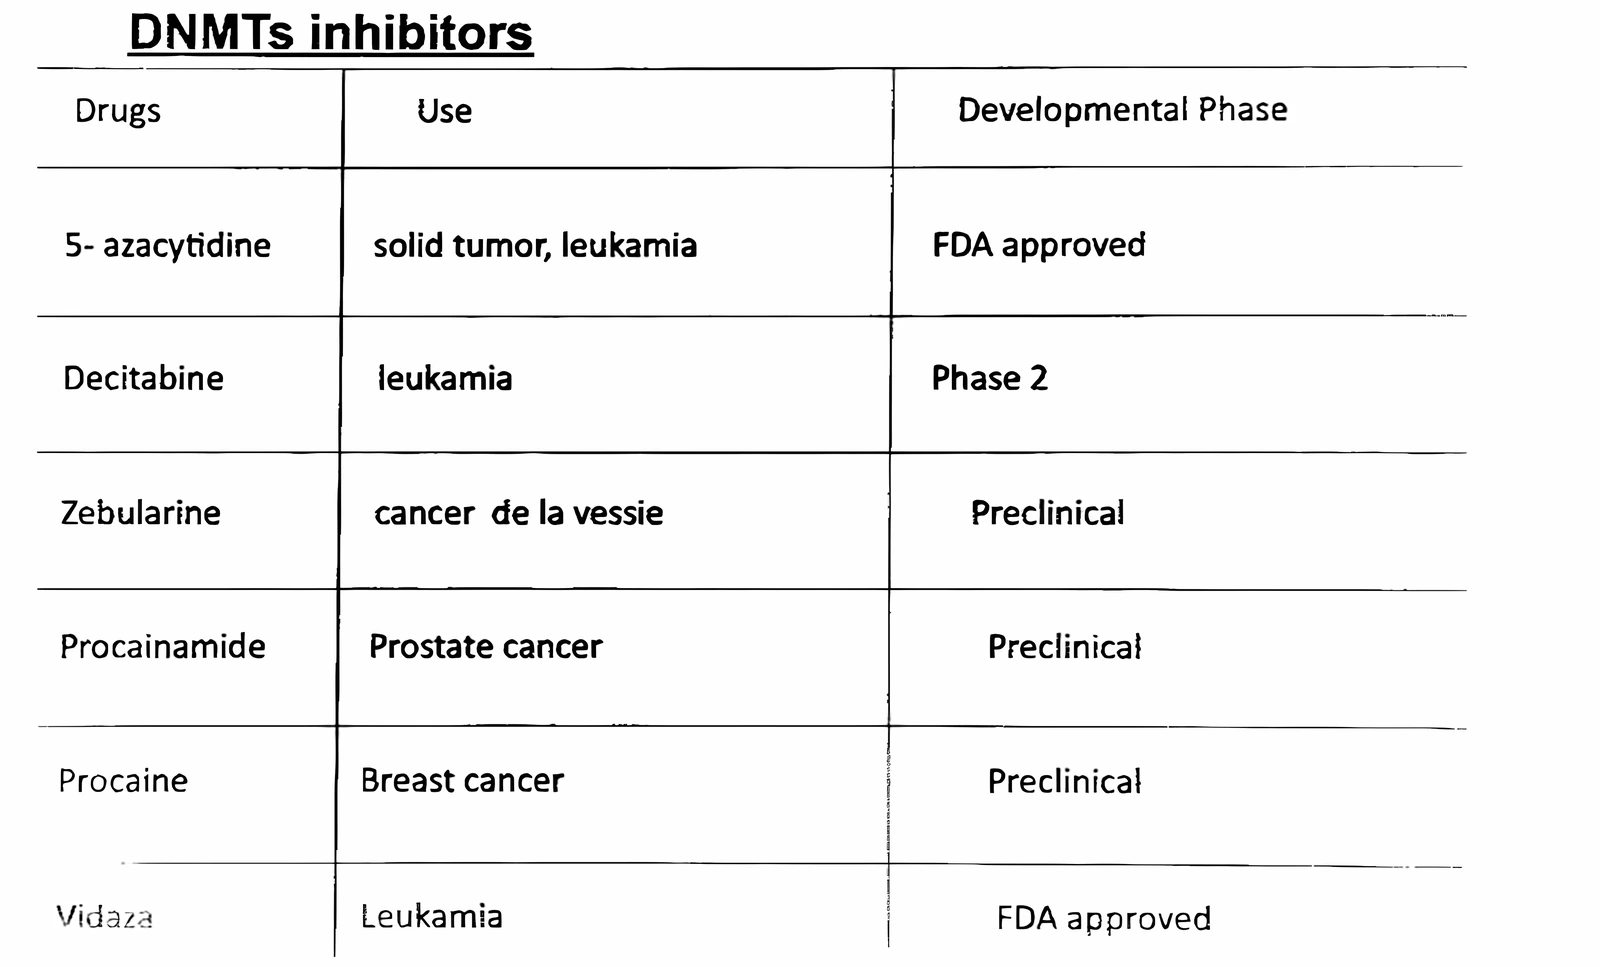 DNMTs inhibitors
Drugs Use Developmental Phase
5- azacytidine solid tumor, leukamia FDA approved
Decitabine leukamia Phase 2
Zebularine cancer de la vessie Preclinical
Procainamide Prostate cancer Preclinical
Procaine Breast cancer Preclinical
Vidaza Leukamia FDA approved